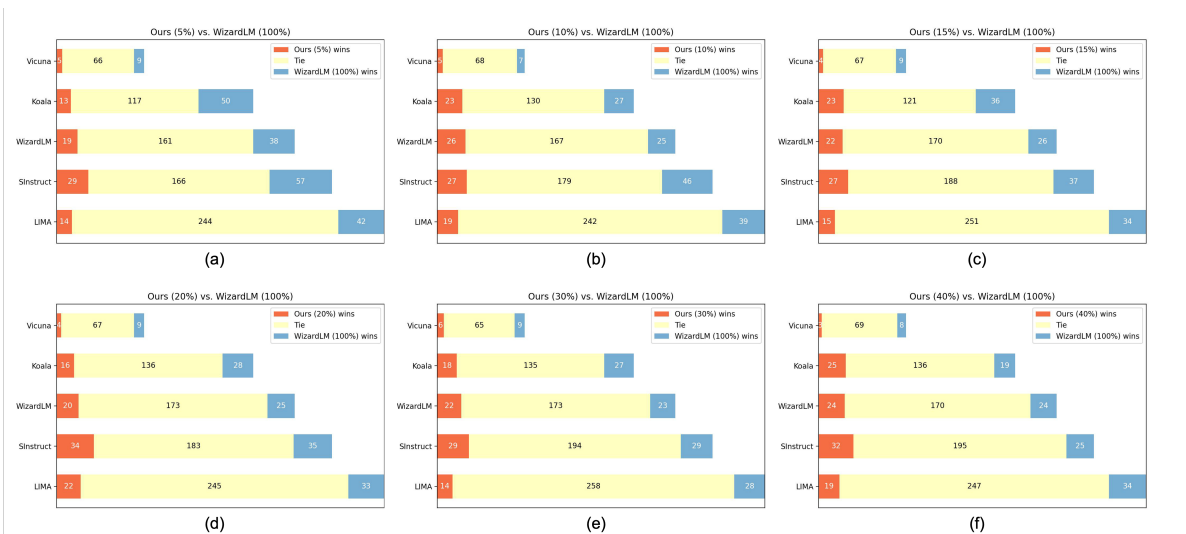 Ours (5%) vs. WizardLM (100%)
Ours (5%) wins
Tie
WizardLM (100%) wins
Vicuna 5 66 9
Koala 13 117 50
WizardLM 19 161 38
SInstruct 29 166 57
LIMA 14 244 42
(a)
Ours (10%) vs. WizardLM (100%)
Ours (10%) wins
Tie
WizardLM (100%) wins
Vicuna 5 68 7
Koala 23 130 27
WizardLM 26 167 25
SInstruct 27 179 46
LIMA 19 242 39
(b)
Ours (15%) vs. WizardLM (100%)
Ours (15%) wins
Tie
WizardLM (100%) wins
Vicuna 4 67 9
Koala 23 121 36
WizardLM 22 170 26
SInstruct 27 188 37
LIMA 15 251 34
(c)
Ours (20%) vs. WizardLM (100%)
Ours (20%) wins
Tie
WizardLM (100%) wins
Vicuna 4 67 9
Koala 16 136 28
WizardLM 20 173 25
SInstruct 34 183 35
LIMA 22 245 33
(d)
Ours (30%) vs. WizardLM (100%)
Ours (30%) wins
Tie
WizardLM (100%) wins
Vicuna 6 65 9
Koala 18 135 27
WizardLM 22 173 23
SInstruct 29 194 29
LIMA 14 258 28
(e)
Ours (40%) vs. WizardLM (100%)
Ours (40%) wins
Tie
WizardLM (100%) wins
Vicuna 69 8
Koala 25 136 19
WizardLM 24 170 24
SInstruct 32 195 25
LIMA 19 247 34
(f)